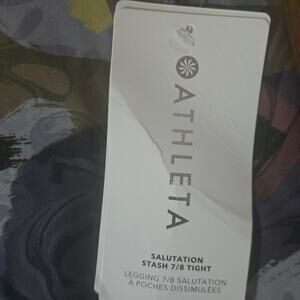 ATHLETA
SALUTATION
STASH 7/8 TIGHT
LEGGING 7/8 SALUTATION
À POCHES DISSIMULÉES